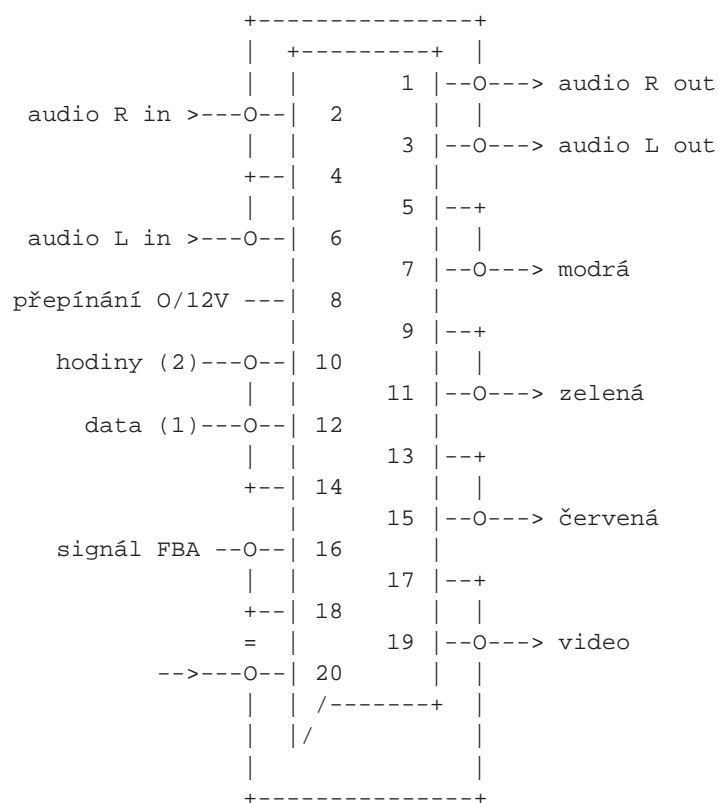 +---------------+
| +---------+ |
| | 1 |--O---> audio R out
audio R in >---O--| 2 | |
| | 3 |--O---> audio L out
+--| 4 |
| | 5 |--+
audio L in >---O--| 6 | |
| 7 |--O---> modrá
přepínání O/12V ---| 8 |
| 9 |--+
hodiny (2)---O--| 10 | |
| | 11 |--O---> zelená
data (1)---O--| 12 |
| | 13 |--+
+--| 14 | |
| 15 |--O---> červená
signál FBA --O--| 16 |
| | 17 |--+
+--| 18 | |
= | 19 |--O---> video
-->---O--| 20 | |
| | /-------+ |
| |/ |
| |
+---------------+